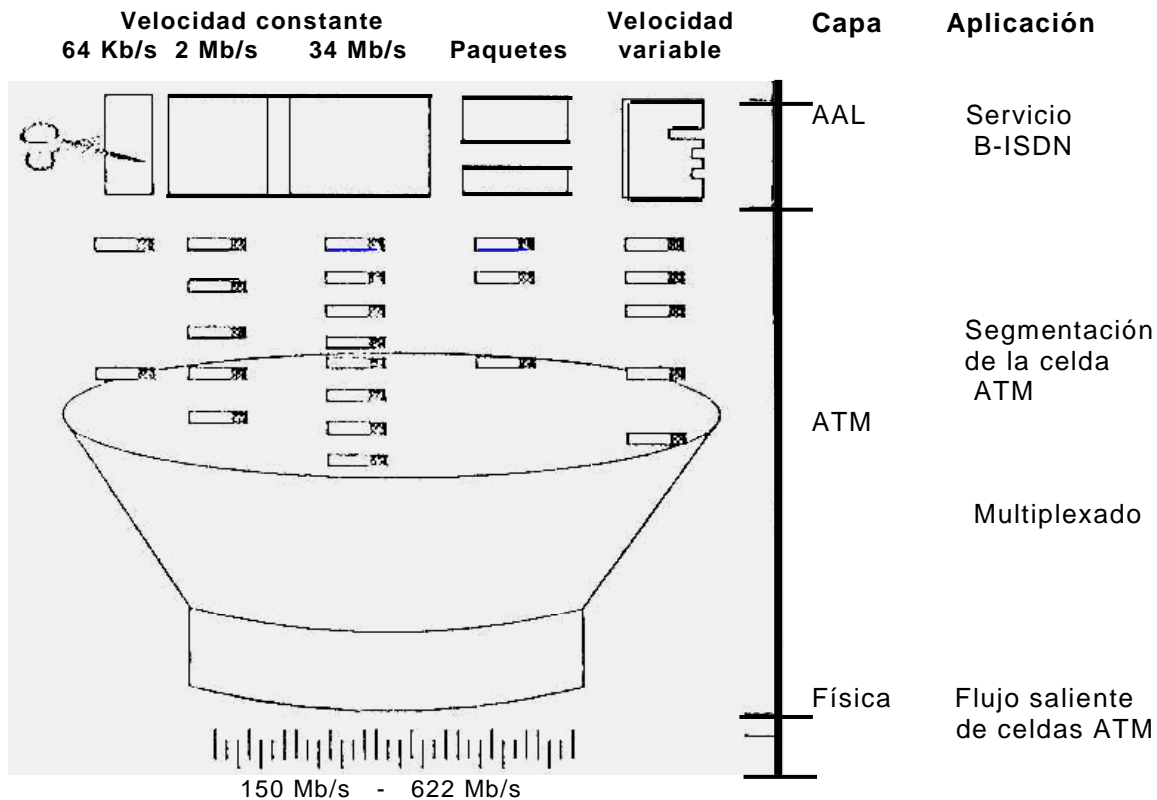 Velocidad constante
64 Kb/s 2 Mb/s 34 Mb/s Paquetes
Velocidad
variable
Capa
Aplicación
AAL
Servicio
B-ISDN
Segmentación
de la celda
ATM
ATM
Multiplexado
Física
Flujo saliente
de celdas ATM
150 Mb/s - 622 Mb/s